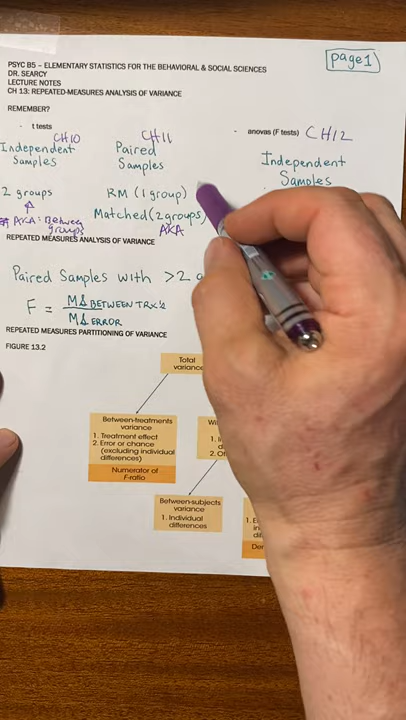 page 1
PSYC B5 – ELEMENTARY STATISTICS FOR THE BEHAVIORAL & SOCIAL SCIENCES
DR. SEARCY
LECTURE NOTES
CH 13: REPEATED-MEASURES ANALYSIS OF VARIANCE
REMEMBER?
- t tests
CH10
Independent
Samples
2 groups
AKA: Between
groups
CH11
Paired
Samples
RM (1 group)
Matched (2 groups)
AKA
- anovas (F tests) CH12
Independent
Samples
REPEATED MEASURES ANALYSIS OF VARIANCE
Paired Samples with >2
F = MS BETWEEN TRX's
MS ERROR
REPEATED MEASURES PARTITIONING OF VARIANCE
FIGURE 13.2
Total
variance
Between-treatments
variance
1. Treatment effect
2. Error or chance
(excluding individual
differences)
Numerator of
F-ratio
Between-subjects
variance
1. Individual
differences